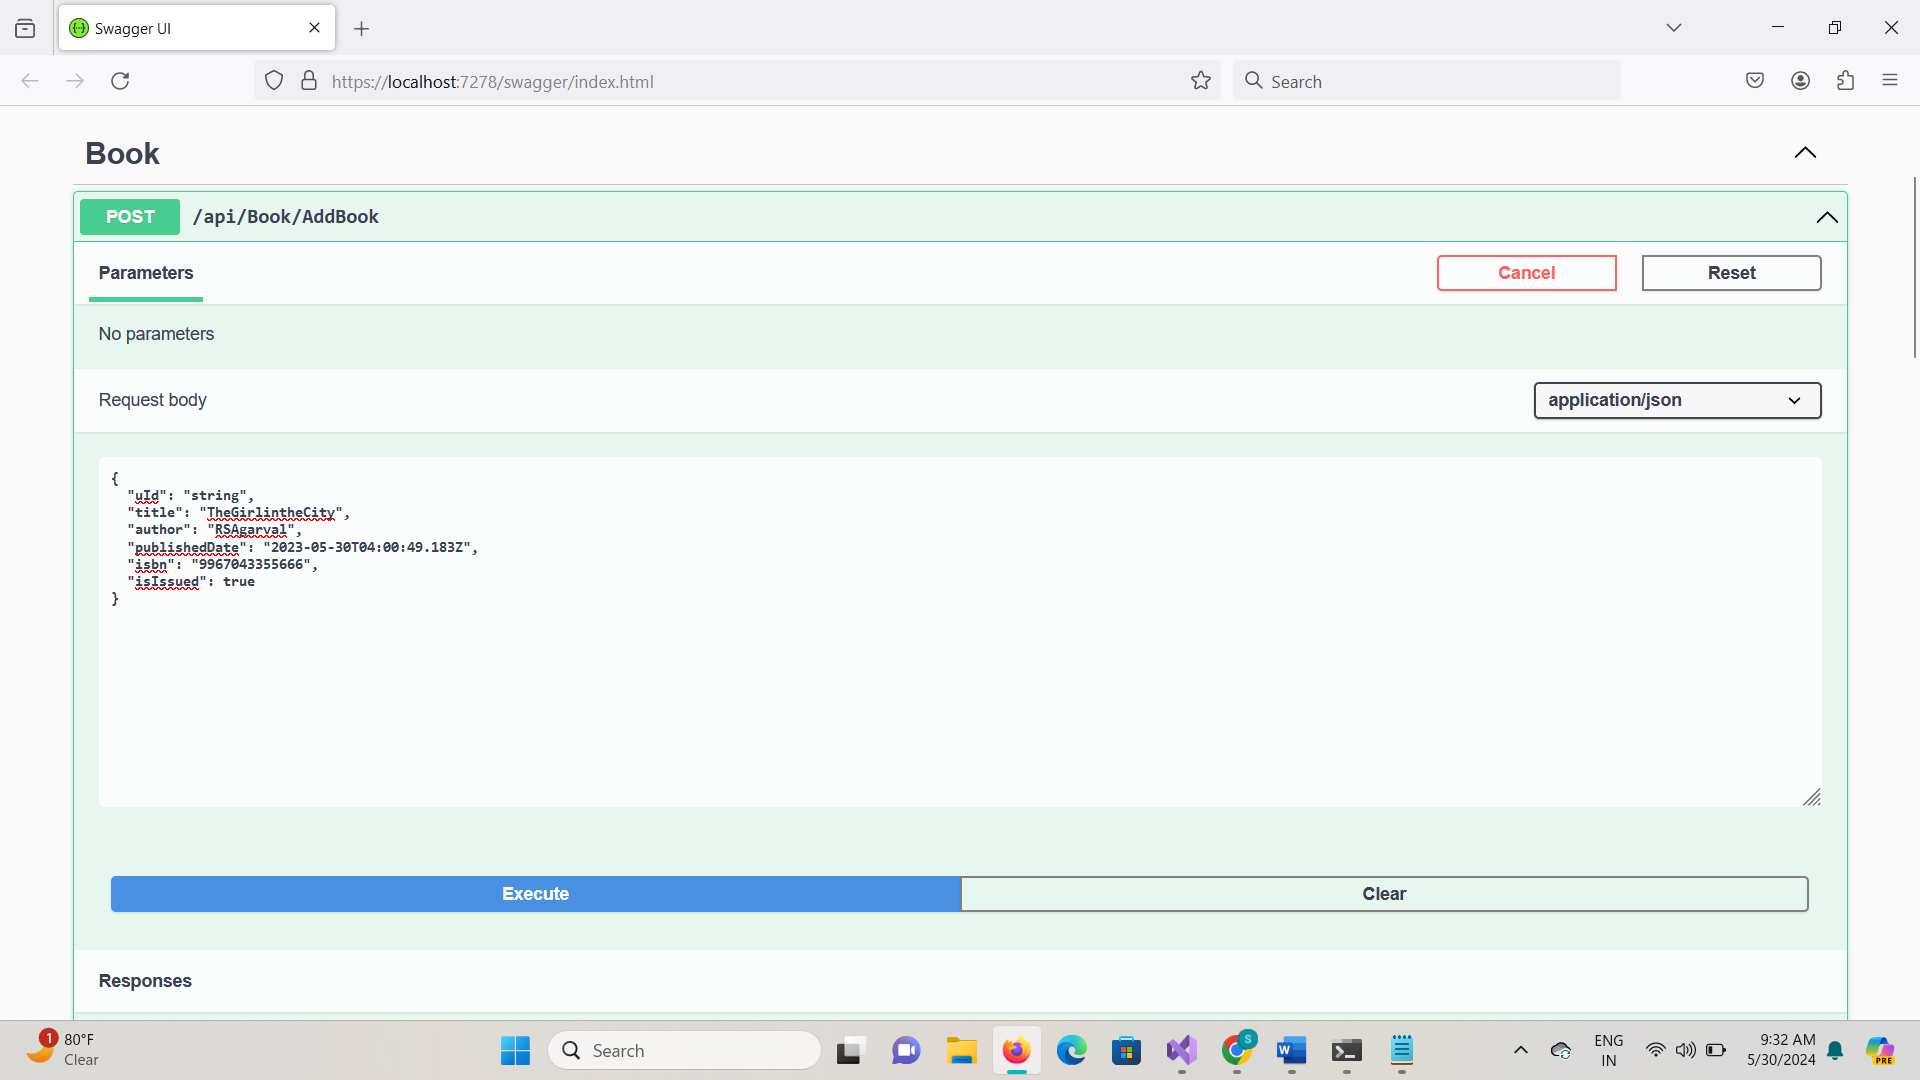 Swagger UI
https://localhost:7278/swagger/index.html
Search
Book
POST /api/Book/AddBook
Parameters
Cancel
Reset
No parameters
Request body
application/json
{
"uId": "string",
"title": "TheGirlintheCity",
"author": "RSAgarval",
"publishedDate": "2023-05-30T04:00:49.183Z",
"isbn": "9967043355666",
"isIssued": true
}
Execute
Clear
Responses
1
80°F
Clear
Search
S
W
ENG
IN
9:32 AM
5/30/2024
PRE